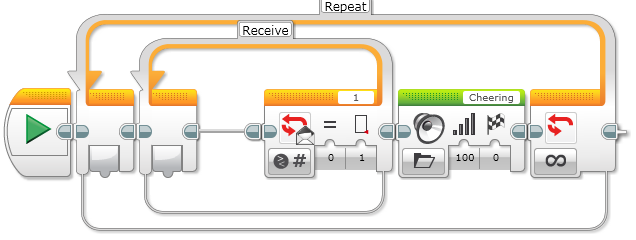 Repeat
Receive
1
Cheering
= 
# 0 1 100 0 ∞